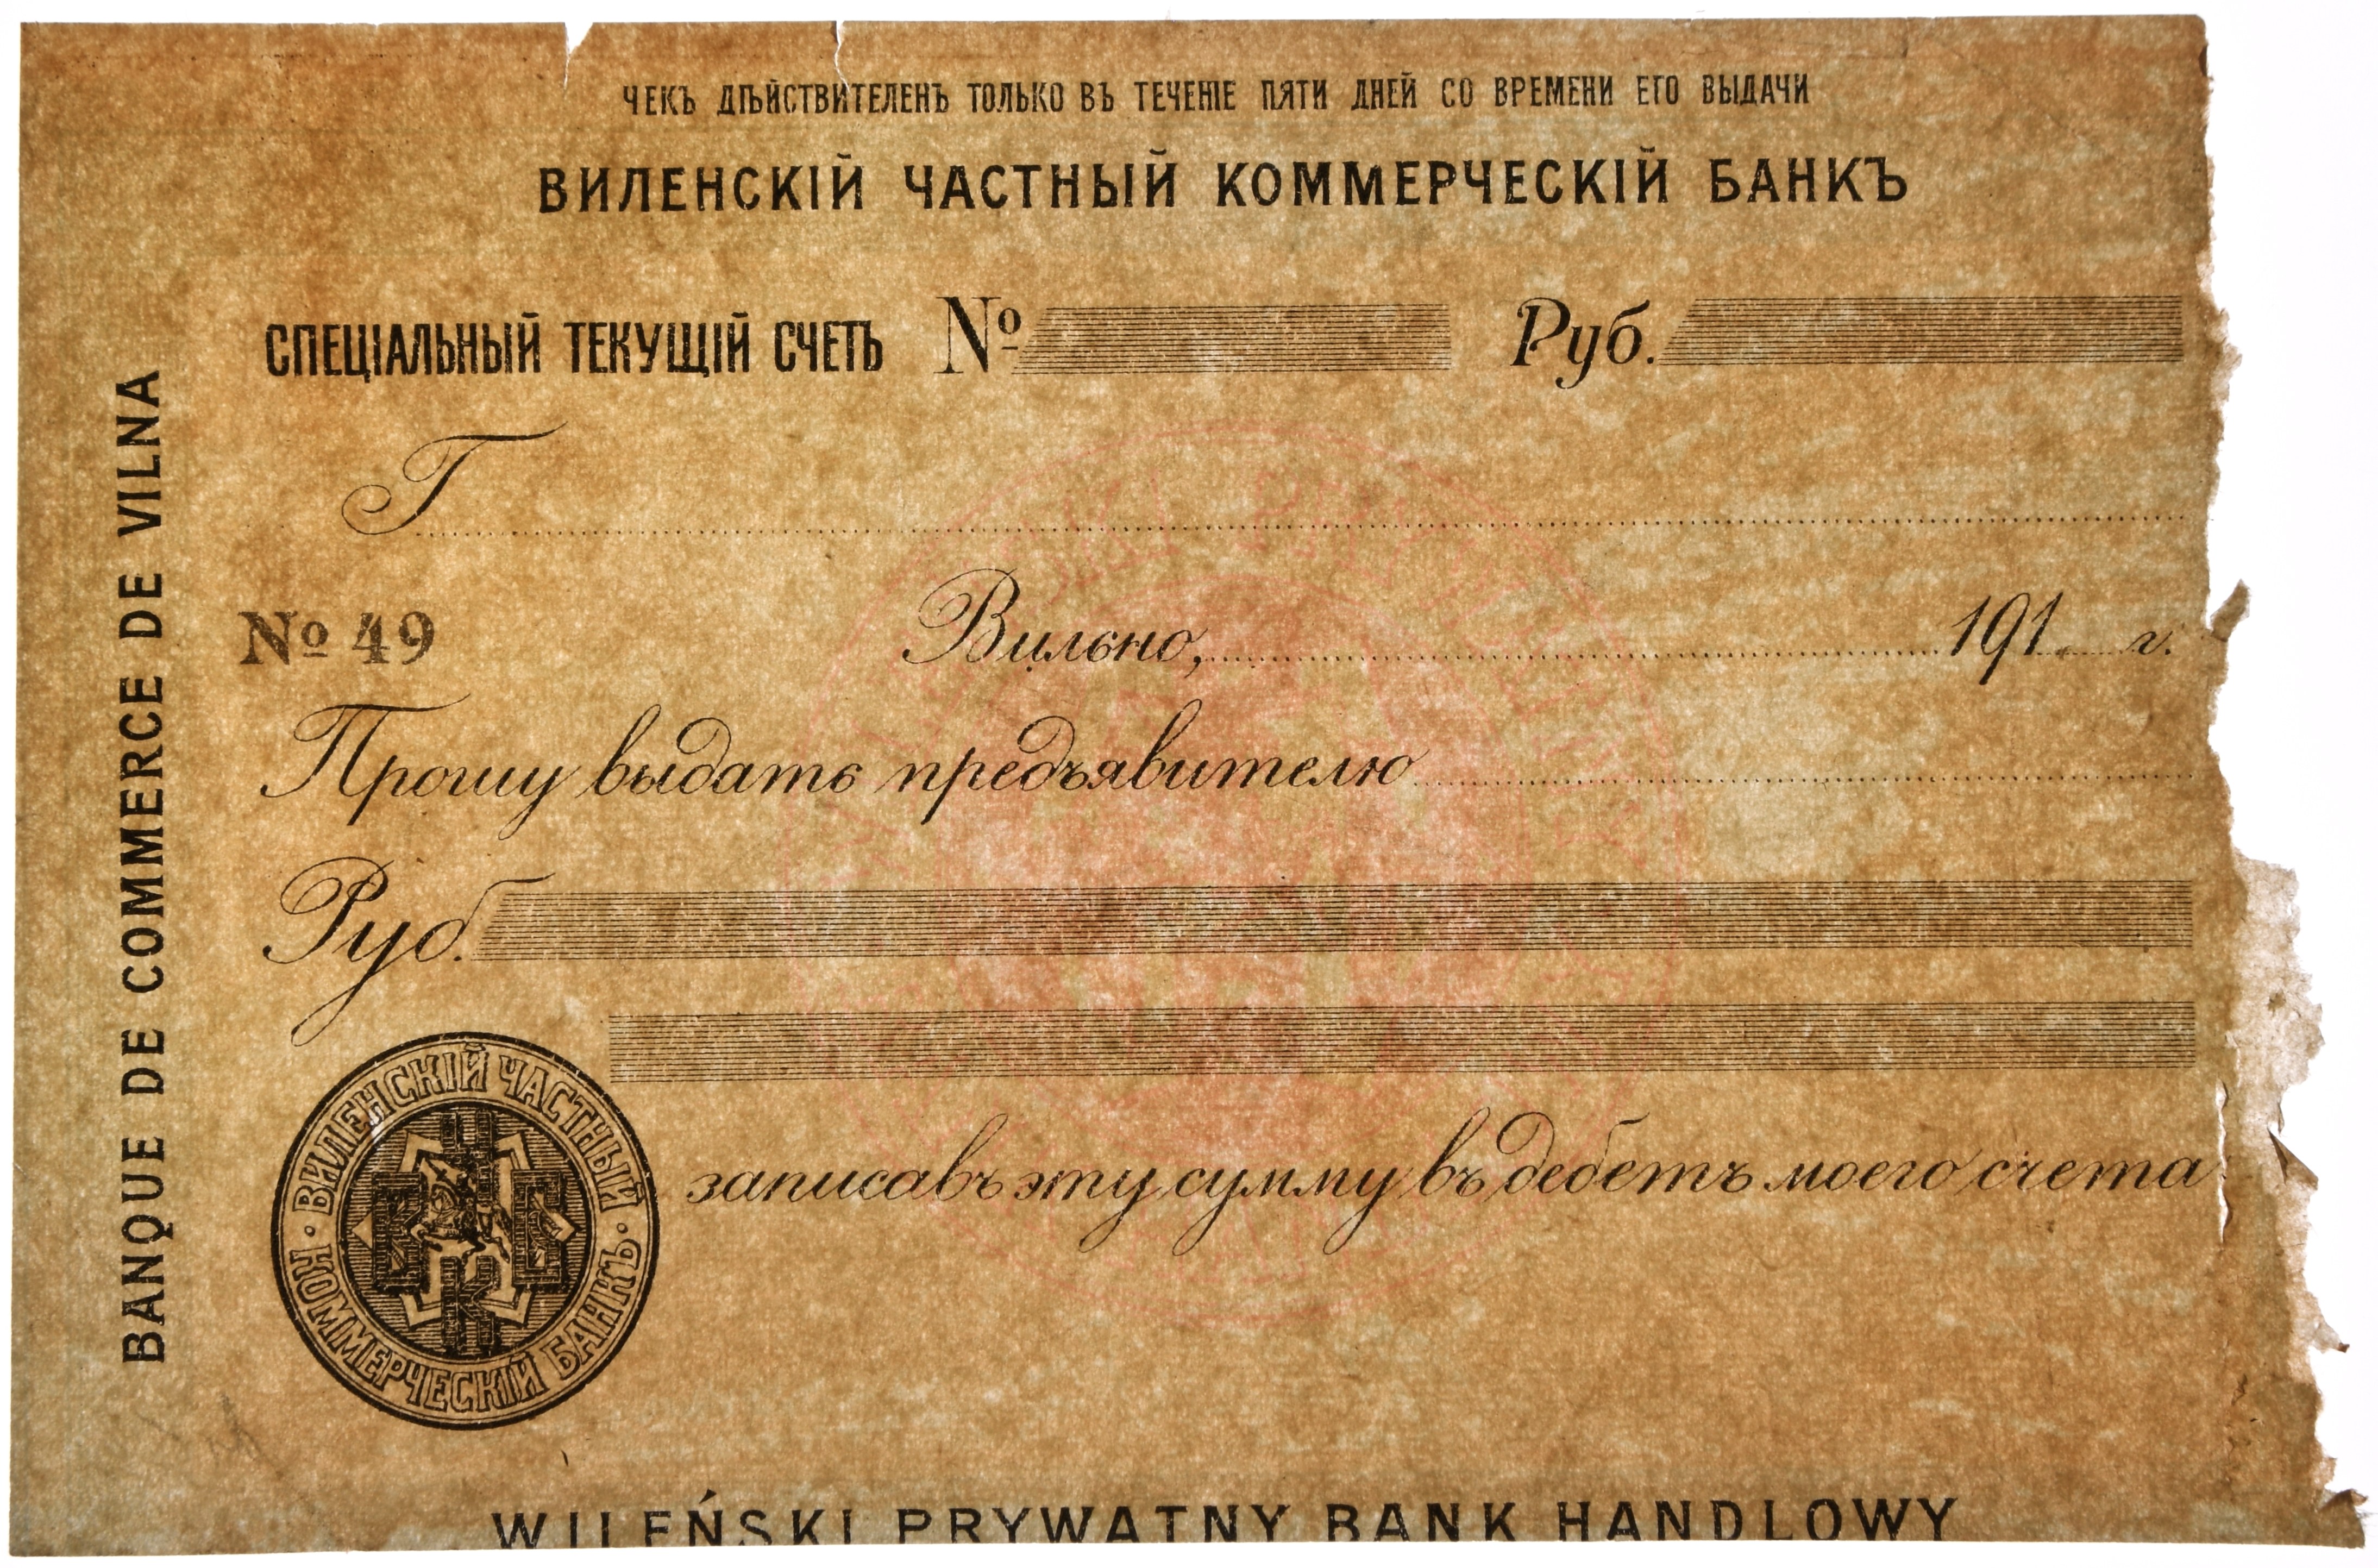 ЧЕКЪ ДѢЙСТВИТЕЛЕНЪ ТОЛЬКО ВЪ ТЕЧЕНІЕ ПЯТИ ДНЕЙ СО ВРЕМЕНИ ЕГО ВЫДАЧИ
ВИЛЕНСКІЙ ЧАСТНЫЙ КОММЕРЧЕСКІЙ БАНКЪ
СПЕЦІАЛЬНЫЙ ТЕКУЩІЙ СЧЕТЪ № Руб.
Г
№ 49 Вильно, 191 г.
Прошу выдать предъявителю
Руб.
записавъ эту сумму въ дебетъ моего счета
ВИЛЕНСКІЙ ЧАСТНЫЙ
КОММЕРЧЕСКІЙ БАНКЪ
BANQUE DE COMMERCE DE VILNA
WILEŃSKI PRYWATNY BANK HANDLOWY